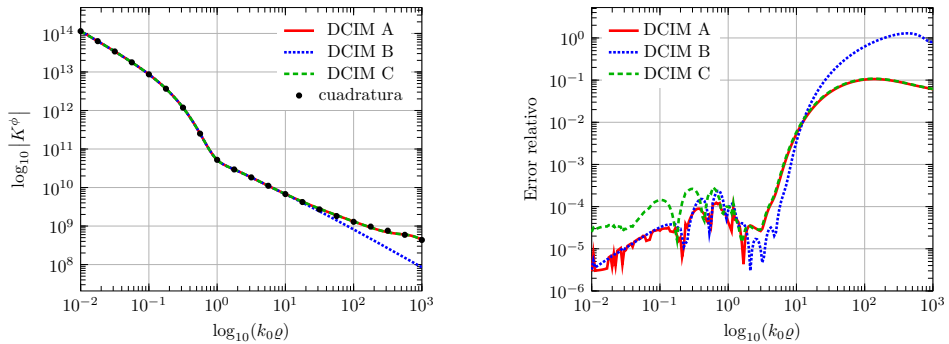 10^14
10^13
10^12
10^11
10^10
10^9
10^8
log10 |K^ϕ|
DCIM A
DCIM B
DCIM C
cuadratura
10^−2 10^−1 10^0 10^1 10^2 10^3
log10(k0ϱ)
10^0
10^−1
10^−2
10^−3
10^−4
10^−5
10^−6
Error relativo
DCIM A
DCIM B
DCIM C
10^−2 10^−1 10^0 10^1 10^2 10^3
log10(k0ϱ)